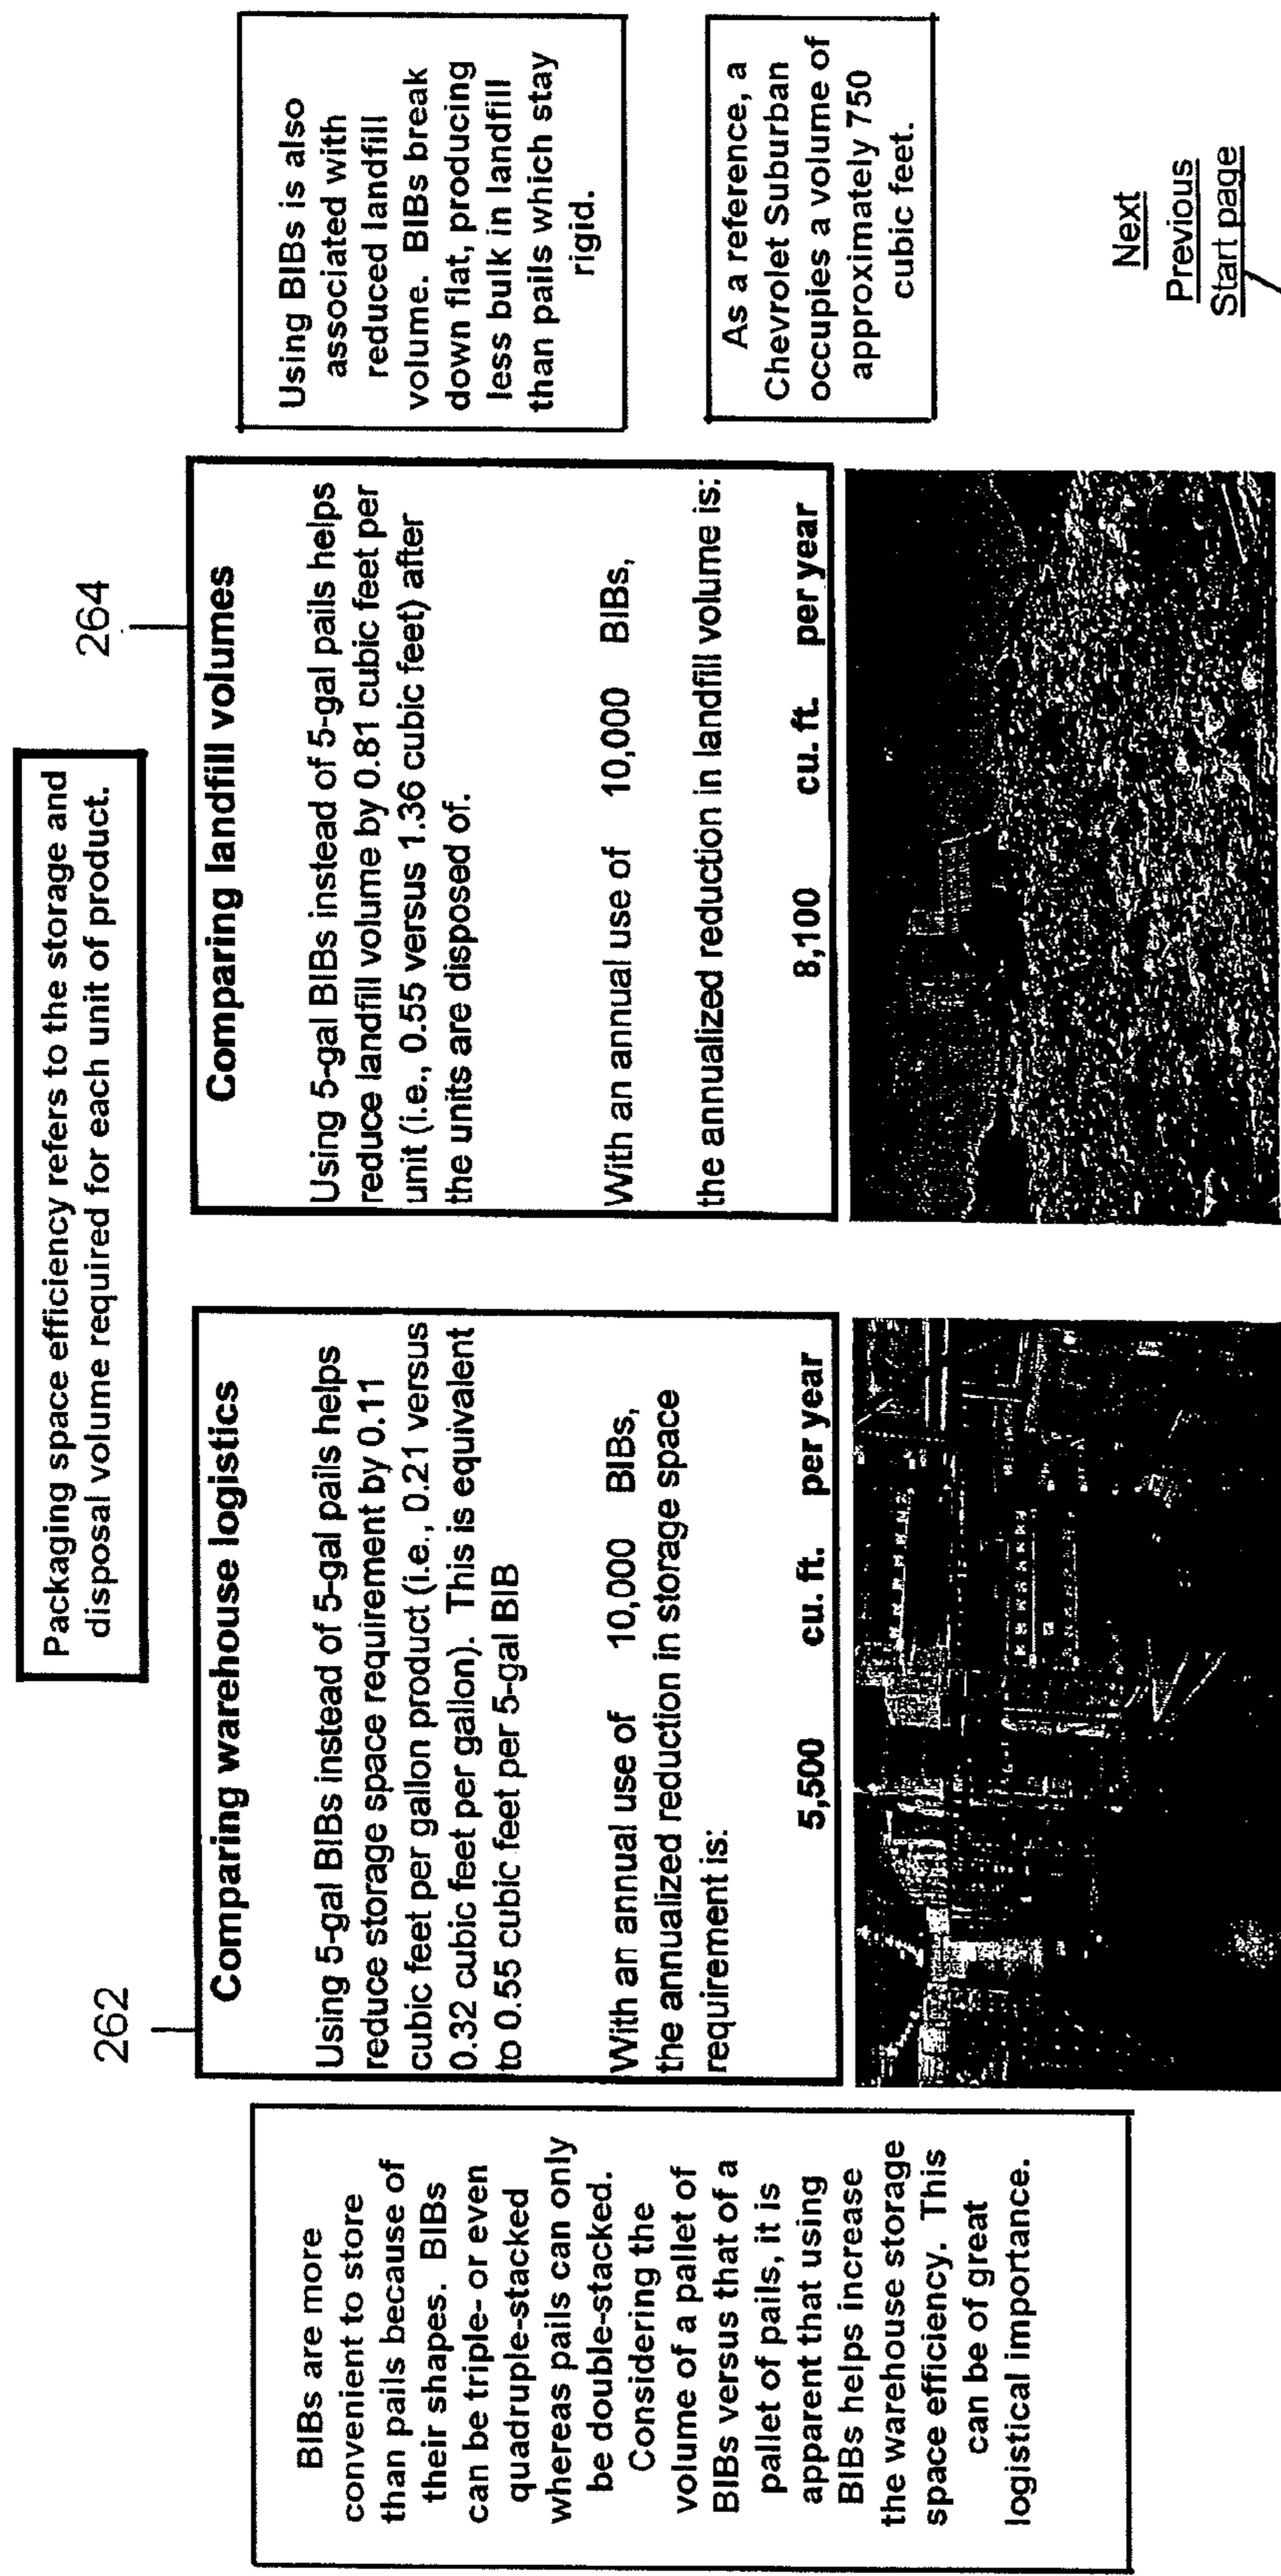 Packaging space efficiency refers to the storage and
disposal volume required for each unit of product.
262
264
BIBs are more
convenient to store
than pails because of
their shapes. BIBs
can be triple- or even
quadruple-stacked
whereas pails can only
be double-stacked.
Considering the
volume of a pallet of
BIBs versus that of a
pallet of pails, it is
apparent that using
BIBs helps increase
the warehouse storage
space efficiency. This
can be of great
logistical importance.
Comparing warehouse logistics
Using 5-gal BIBs instead of 5-gal pails helps
reduce storage space requirement by 0.11
cubic feet per gallon product (i.e., 0.21 versus
0.32 cubic feet per gallon). This is equivalent
to 0.55 cubic feet per 5-gal BIB
With an annual use of 10,000 BIBs,
the annualized reduction in storage space
requirement is:
5,500 cu. ft. per year
Comparing landfill volumes
Using 5-gal BIBs instead of 5-gal pails helps
reduce landfill volume by 0.81 cubic feet per
unit (i.e., 0.55 versus 1.36 cubic feet) after
the units are disposed of.
With an annual use of 10,000 BIBs,
the annualized reduction in landfill volume is:
8,100 cu. ft. per year
Using BIBs is also
associated with
reduced landfill
volume. BIBs break
down flat, producing
less bulk in landfill
than pails which stay
rigid.
As a reference, a
Chevrolet Suburban
occupies a volume of
approximately 750
cubic feet.
Next
Previous
Start page